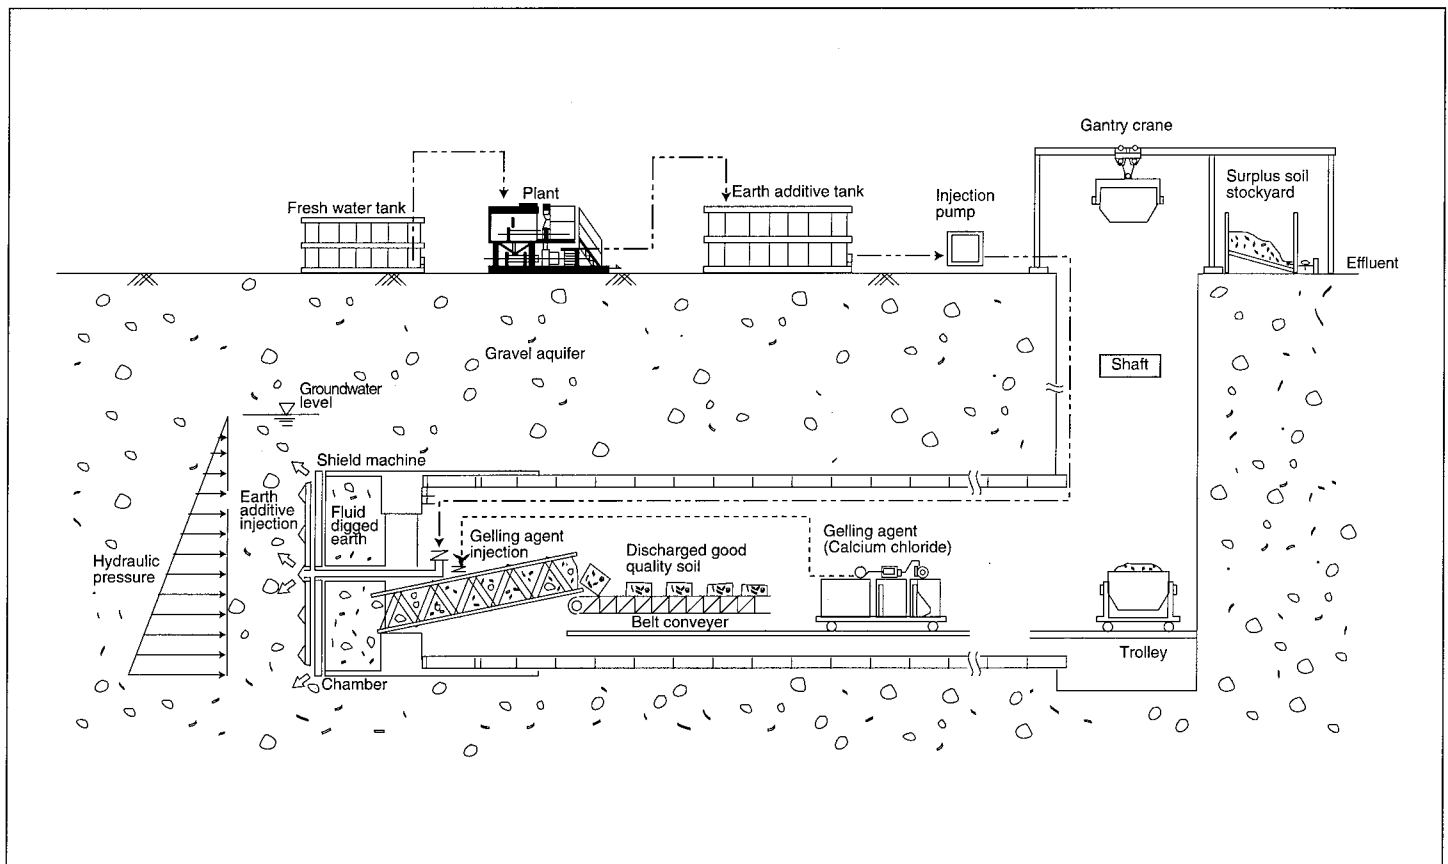 Gantry crane
Fresh water tank
Plant
Earth additive tank
Injection
pump
Surplus soil
stockyard
Effluent
Gravel aquifer
Shaft
Groundwater
level
Shield machine
Earth
additive
injection
Fluid
digged
earth
Gelling agent
injection
Discharged good
quality soil
Gelling agent
(Calcium chloride)
Hydraulic
pressure
Belt conveyer
Trolley
Chamber